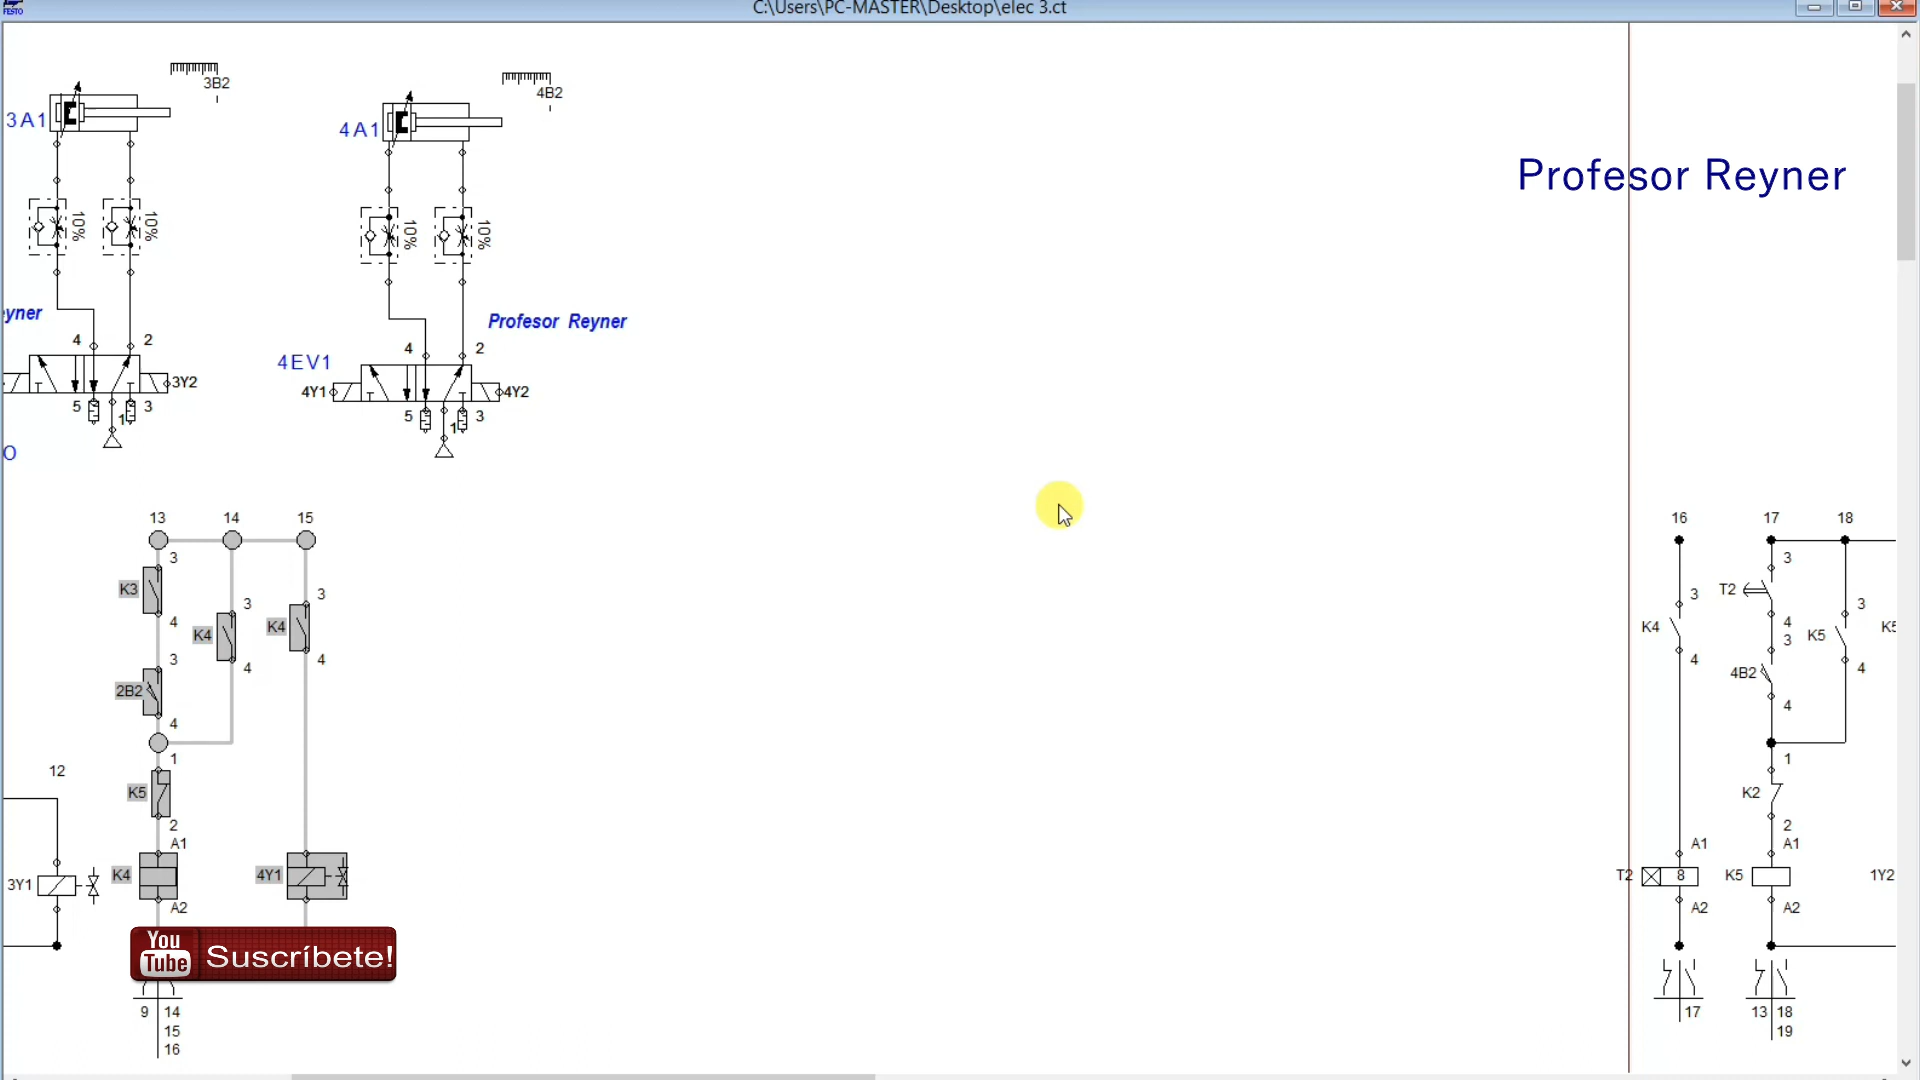 FESTO
C:\Users\PC-MASTER\Desktop\elec 3.ct
3B2
4B2
3A1
4A1
Profesor Reyner
10%
10%
10%
10%
eyner
Profesor Reyner
4
2
4
2
4EV1
3Y2
4Y1
4Y2
5
1
3
5
1
3
O
13
14
15
16
17
18
3
3
3
3
3
3
K3
K4
K4
T2
K4
K5
K5
4
4
4
4
4
4
3
3
2B2
4B2
4
4
1
1
12
K5
K2
2
2
A1
A1
A1
3Y1
K4
4Y1
T2
8
K5
1Y2
A2
A2
A2
You
Tube
Suscríbete!
9
14
15
16
17
13
18
19